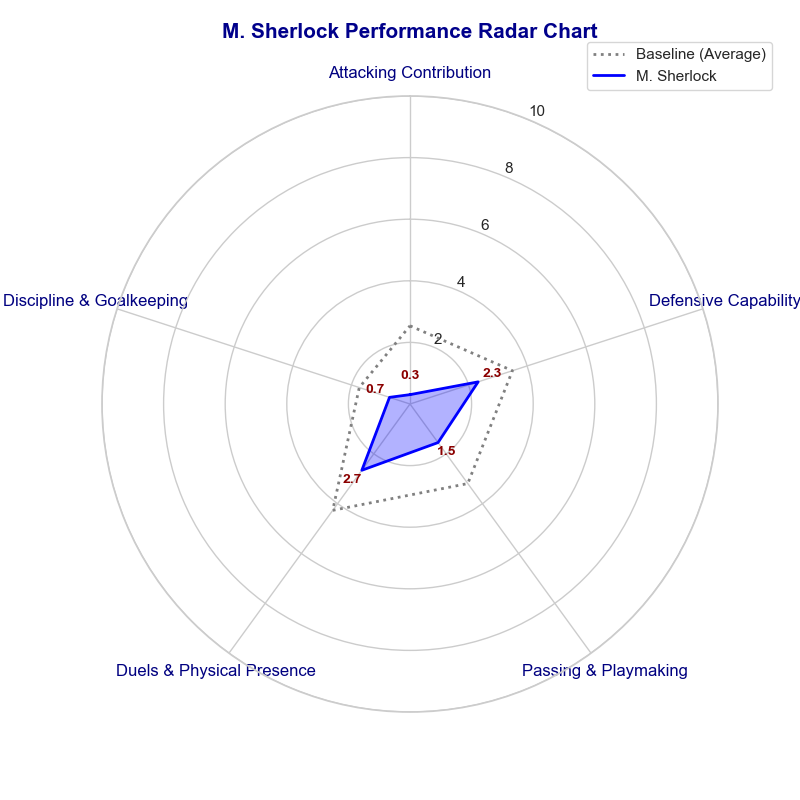 M. Sherlock Performance Radar Chart
Baseline (Average)
M. Sherlock
Attacking Contribution
10
8
6
4
2
Discipline & Goalkeeping
Defensive Capability
0.3
2.3
0.7
1.5
2.7
Duels & Physical Presence
Passing & Playmaking